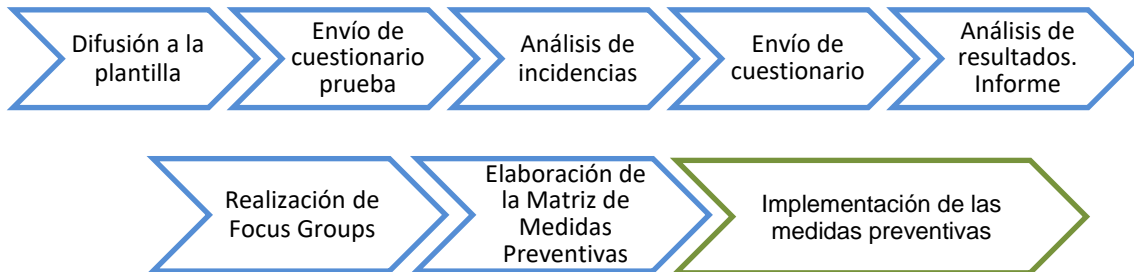 Difusión a la
plantilla
Envío de
cuestionario
prueba
Análisis de
incidencias
Envío de
cuestionario
Análisis de
resultados.
Informe
Realización de
Focus Groups
Elaboración de
la Matriz de
Medidas
Preventivas
Implementación de las
medidas preventivas